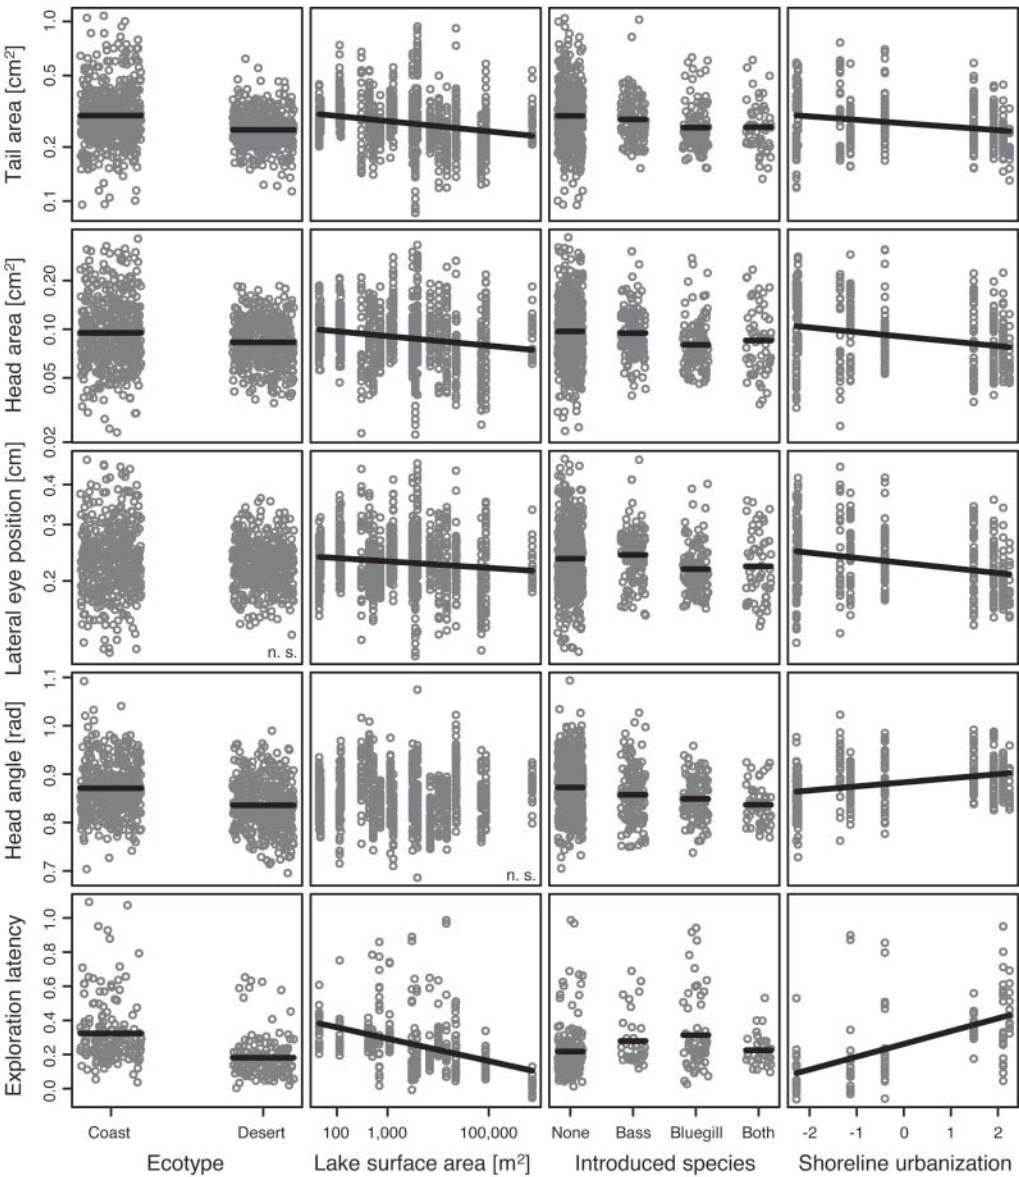 Tail area [cm²]
1.0
0.5
0.2
0.1
Head area [cm²]
0.20
0.10
0.05
0.02
Lateral eye position [cm]
0.4
0.3
0.2
n. s.
Head angle [rad]
1.1
1.0
0.9
0.8
0.7
n. s.
Exploration latency
1.0
0.8
0.6
0.4
0.2
0.0
Coast Desert 100 1,000 100,000 None Bass Bluegill Both -2 -1 0 1 2
Ecotype Lake surface area [m²] Introduced species Shoreline urbanization